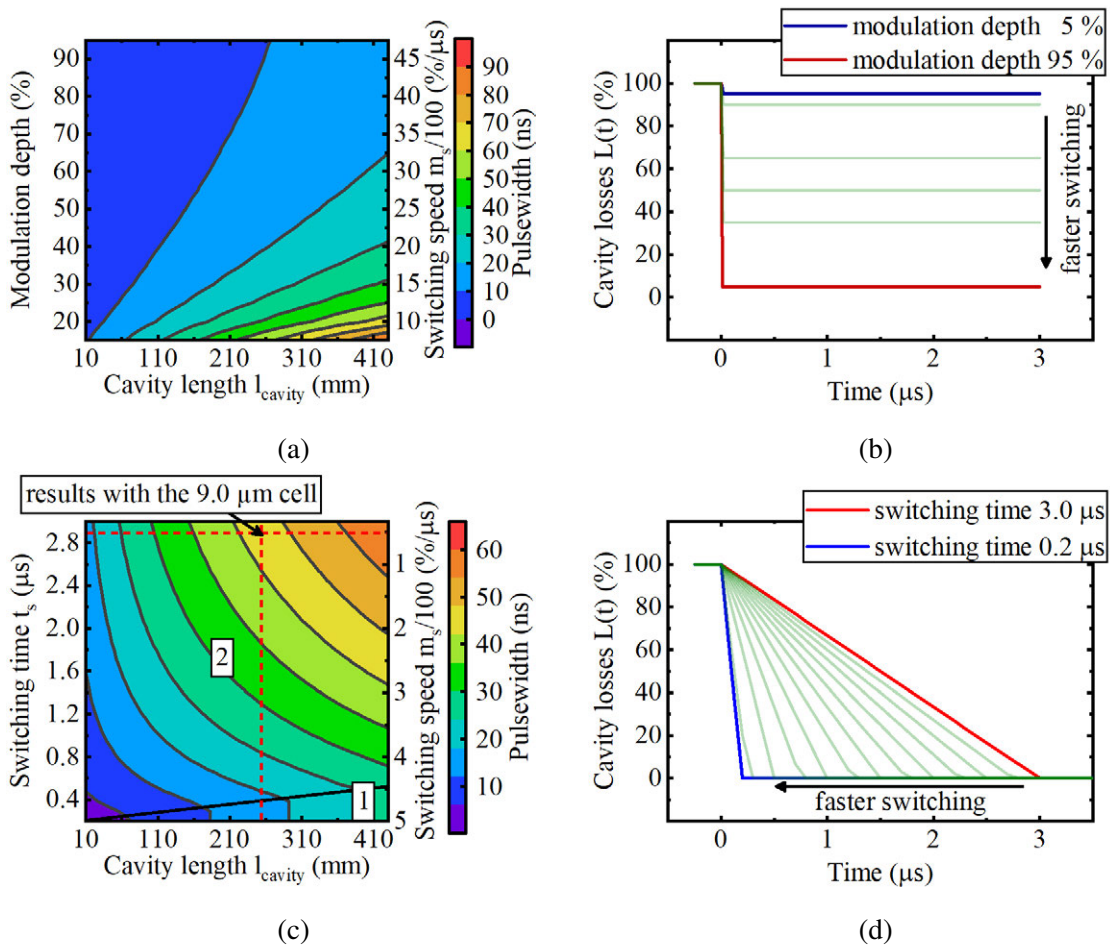 90
80
70
60
50
40
30
20
Modulation depth (%)
10 110 210 310 410
Cavity length l_cavity (mm)
45
40
35
30
25
20
15
10
Switching speed m_s/100 (%/µs)
Pulsewidth (ns)
90
80
70
60
50
40
30
20
10
0
(a)
modulation depth 5 %
modulation depth 95 %
120
100
80
60
40
20
0
Cavity losses L(t) (%)
faster switching
0 1 2 3
Time (µs)
(b)
results with the 9.0 µm cell
2.8
2.4
2.0
1.6
1.2
0.8
0.4
Switching time t_s (µs)
2
1
10 110 210 310 410
Cavity length l_cavity (mm)
1
2
3
4
5
Switching speed m_s/100 (%/µs)
Pulsewidth (ns)
60
50
40
30
20
10
(c)
switching time 3.0 µs
switching time 0.2 µs
120
100
80
60
40
20
0
Cavity losses L(t) (%)
faster switching
0 1 2 3
Time (µs)
(d)